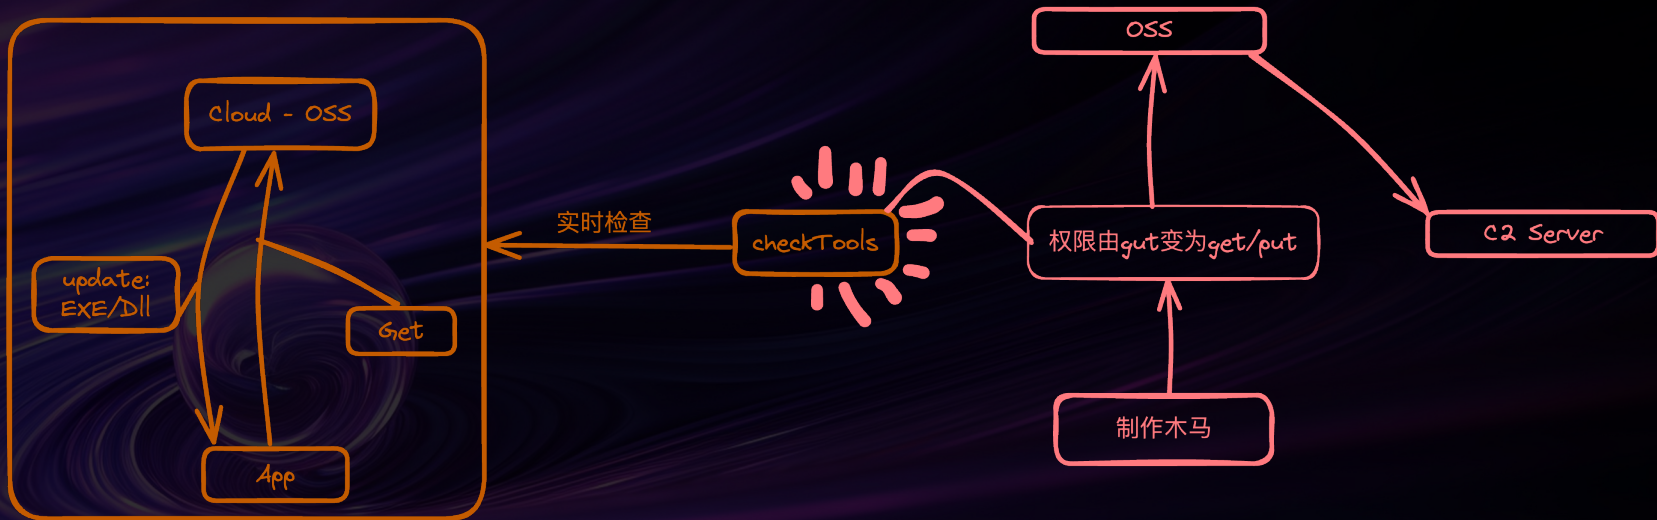 OSS
Cloud - OSS
实时检查
checkTools
权限由gut变为get/put
C2 Server
update:
EXE/Dll
Get
制作木马
App